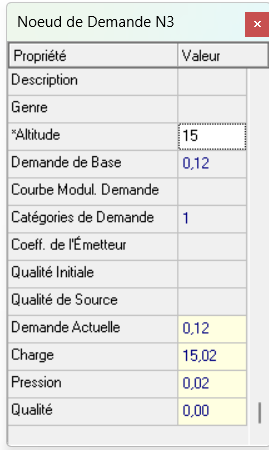 Noeud de Demande N3
Propriété Valeur
Description
Genre
*Altitude 15
Demande de Base 0,12
Courbe Modul. Demande
Catégories de Demande 1
Coeff. de l'Émetteur
Qualité Initiale
Qualité de Source
Demande Actuelle 0,12
Charge 15,02
Pression 0,02
Qualité 0,00